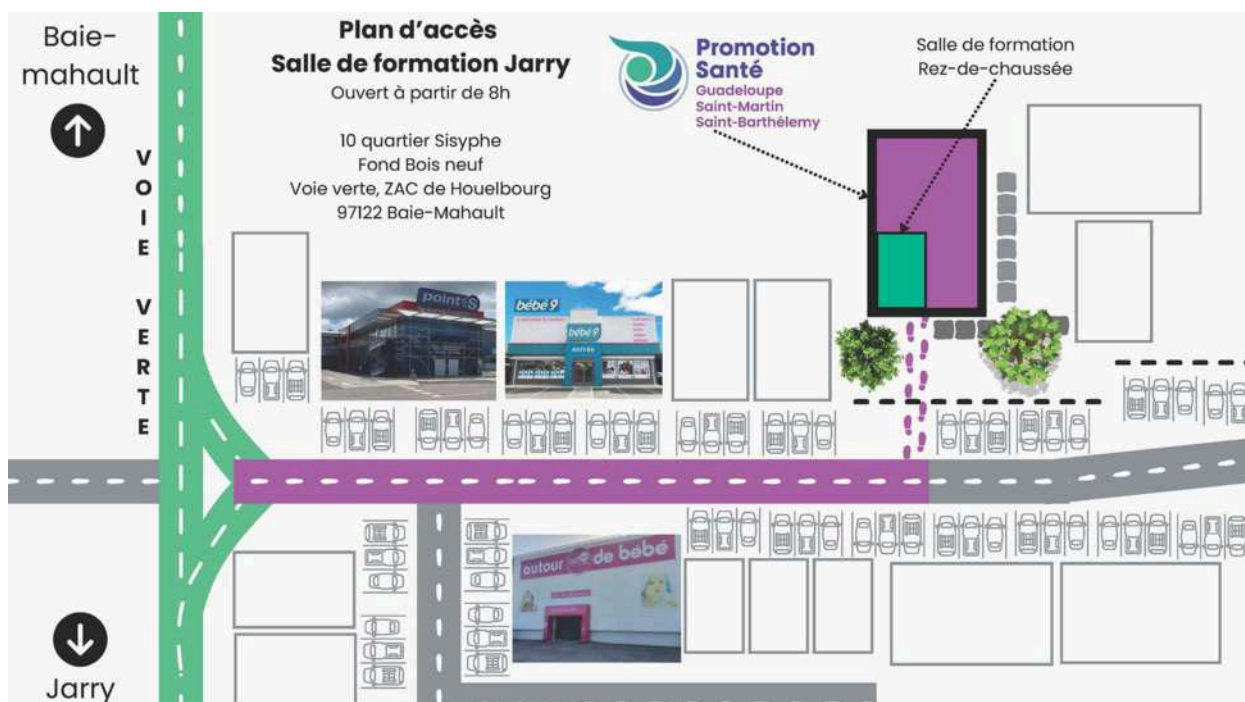 Baie-
mahault
VOIE VERTE
Jarry
Plan d'accès
Salle de formation Jarry
Ouvert à partir de 8h
10 quartier Sisyphe
Fond Bois neuf
Voie verte, ZAC de Houelbourg
97122 Baie-Mahault
Promotion
Santé
Guadeloupe
Saint-Martin
Saint-Barthélemy
Salle de formation
Rez-de-chaussée
point S
bébé 9
bébé 9
autour de bébé